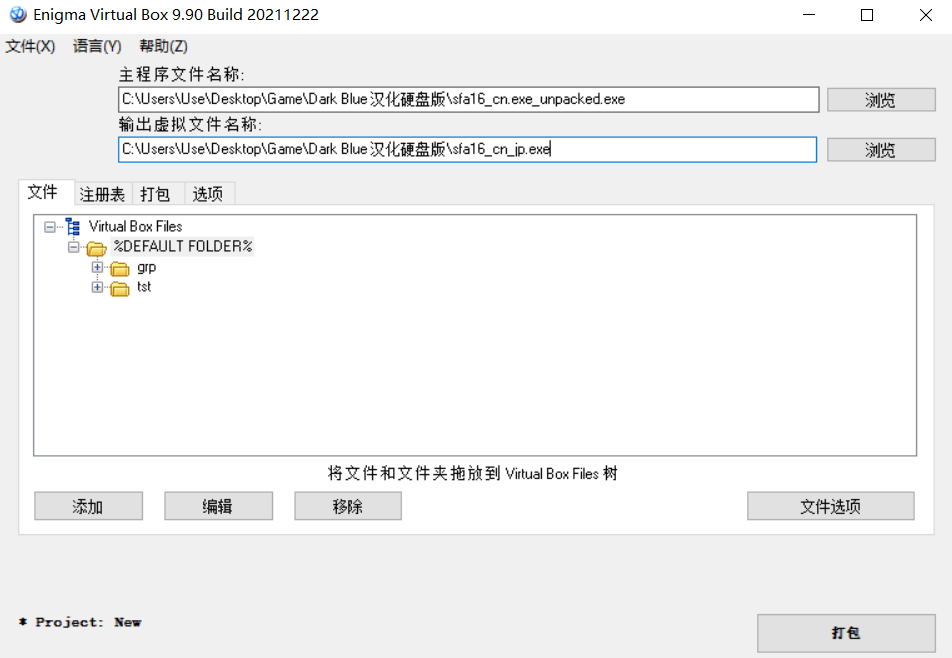 Enigma Virtual Box 9.90 Build 20211222
文件(X) 语言(Y) 帮助(Z)
主程序文件名称:
C:\Users\Use\Desktop\Game\Dark Blue汉化硬盘版\sfa16_cn.exe_unpacked.exe 浏览
输出虚拟文件名称:
C:\Users\Use\Desktop\Game\Dark Blue汉化硬盘版\sfa16_cn_jp.exe 浏览
文件 注册表 打包 选项
Virtual Box Files
%DEFAULT FOLDER%
grp
tst
将文件和文件夹拖放到 Virtual Box Files 树
添加 编辑 移除 文件选项
* Project: New
打包